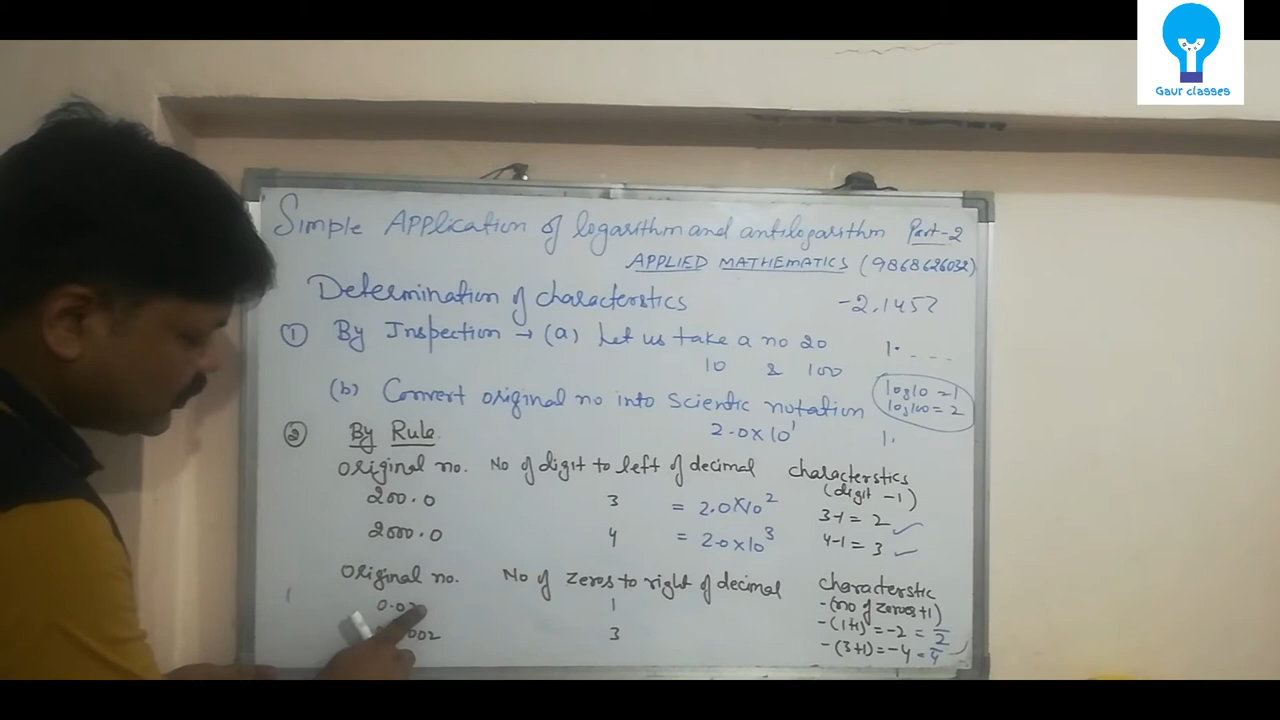 Gaur classes
Simple Application of logarithm and antilogarithm Part-2
APPLIED MATHEMATICS (9868626032)
Determination of characterstics -2.1452
① By Inspection → (a) Let us take a no 20 1. - - -
10 & 100
log10 = 1
log100 = 2
(b) Convert original no into Scientic notation
2.0×10¹ 1.
② By Rule
Original no. No of digit to left of decimal characterstics
(digit -1)
200.0 3 = 2.0×10² 3-1 = 2 ✓
2000.0 4 = 2.0×10³ 4-1 = 3 ✓
Original no. No of zeros to right of decimal characterstic
-(no of zeroes+1)
0.0 1 -(1+1) = -2 = 2̅
002 3 -(3+1) = -4 = 4̅